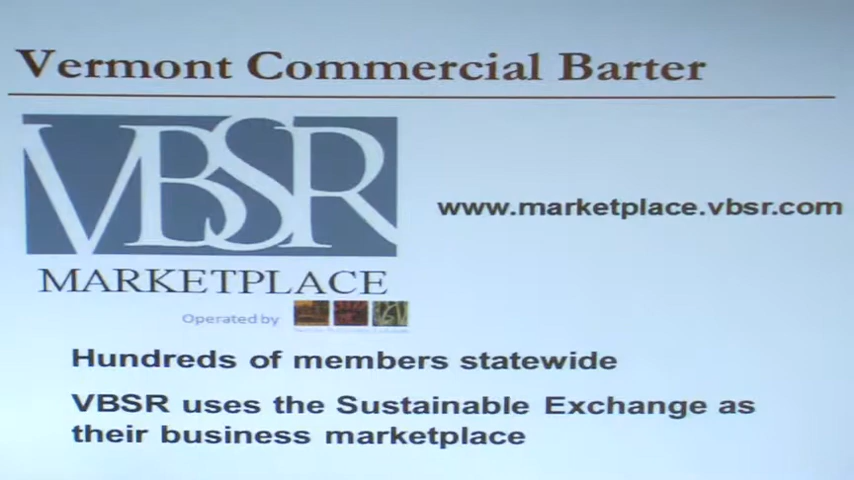 Vermont Commercial Barter
VBSR
MARKETPLACE
www.marketplace.vbsr.com
Operated by
Hundreds of members statewide
VBSR uses the Sustainable Exchange as
their business marketplace